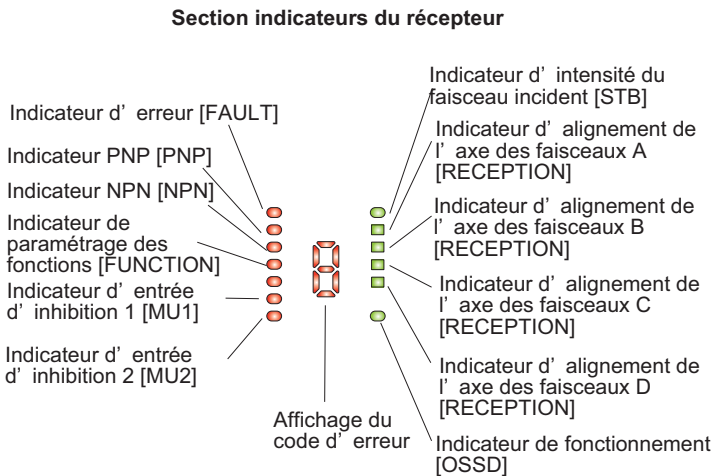 Section indicateurs du récepteur
Indicateur d' erreur [FAULT]
Indicateur PNP [PNP]
Indicateur NPN [NPN]
Indicateur de
paramétrage des
fonctions [FUNCTION]
Indicateur d' entrée
d' inhibition 1 [MU1]
Indicateur d' entrée
d' inhibition 2 [MU2]
Affichage du
code d' erreur
Indicateur d' intensité du
faisceau incident [STB]
Indicateur d' alignement de
l' axe des faisceaux A
[RECEPTION]
Indicateur d' alignement de
l' axe des faisceaux B
[RECEPTION]
Indicateur d' alignement de
l' axe des faisceaux C
[RECEPTION]
Indicateur d' alignement de
l' axe des faisceaux D
[RECEPTION]
Indicateur de fonctionnement
[OSSD]